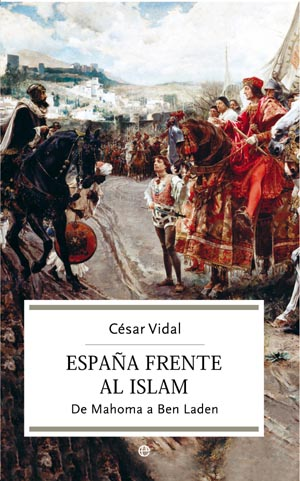 César Vidal
ESPAÑA FRENTE
AL ISLAM
De Mahoma a Ben Laden